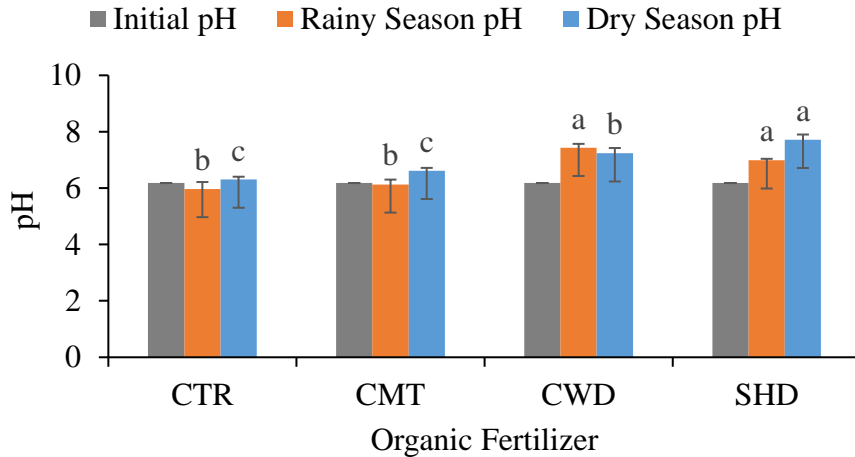 Initial pH Rainy Season pH Dry Season pH
10
8
6
4
2
0
pH
b c b c a b a a
CTR CMT CWD SHD
Organic Fertilizer